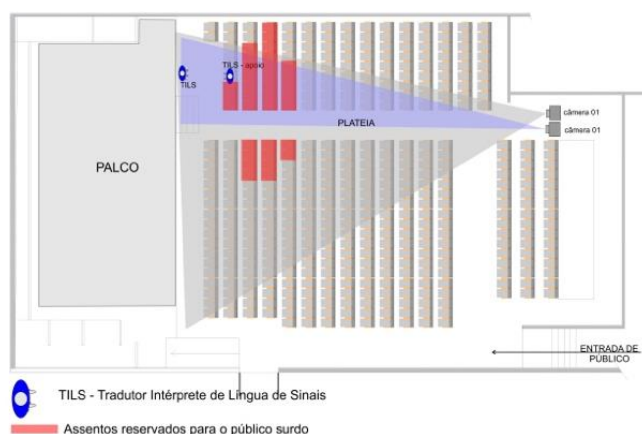 TILS
TILS - apoio
câmera 01
PLATEIA
câmera 01
PALCO
ENTRADA DE
PÚBLICO
TILS - Tradutor Intérprete de Língua de Sinais
Assentos reservados para o público surdo